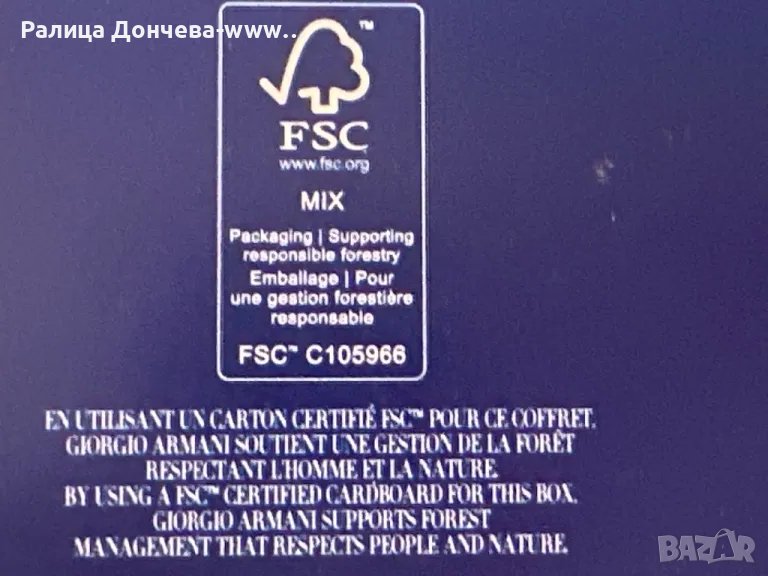 Ралица Дончева-www..
™
FSC
www.fsc.org
MIX
Packaging | Supporting
responsible forestry
Emballage | Pour
une gestion forestière
responsable
FSC™ C105966
EN UTILISANT UN CARTON CERTIFIÉ FSC™ POUR CE COFFRET.
GIORGIO ARMANI SOUTIENT UNE GESTION DE LA FORÊT
RESPECTANT L'HOMME ET LA NATURE.
BY USING A FSC™ CERTIFIED CARDBOARD FOR THIS BOX,
GIORGIO ARMANI SUPPORTS FOREST
MANAGEMENT THAT RESPECTS PEOPLE AND NATURE.
BAZAR